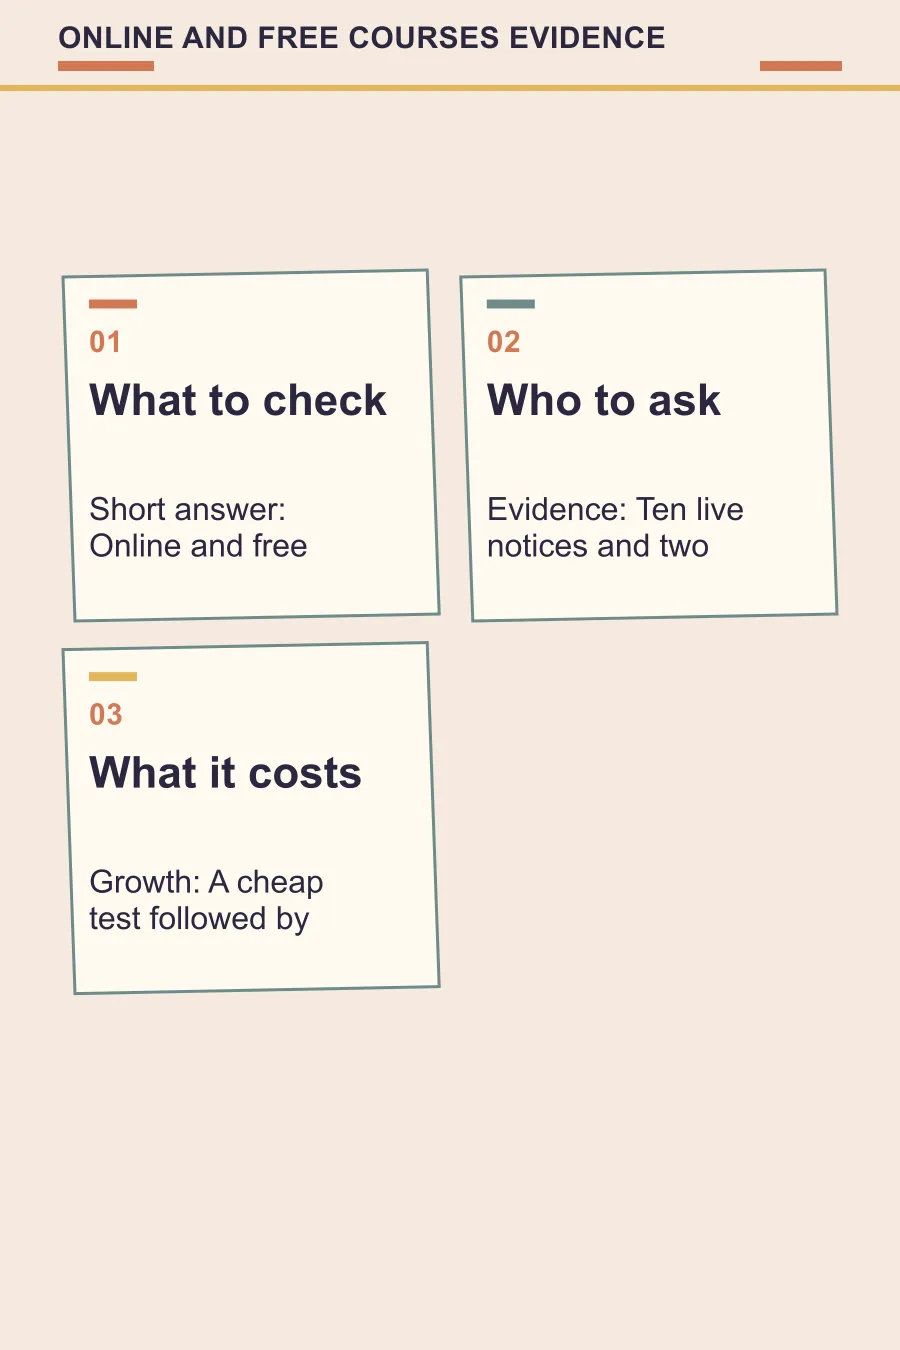 ONLINE AND FREE COURSES EVIDENCE
01
What to check
Short answer:
Online and free
02
Who to ask
Evidence: Ten live
notices and two
03
What it costs
Growth: A cheap
test followed by